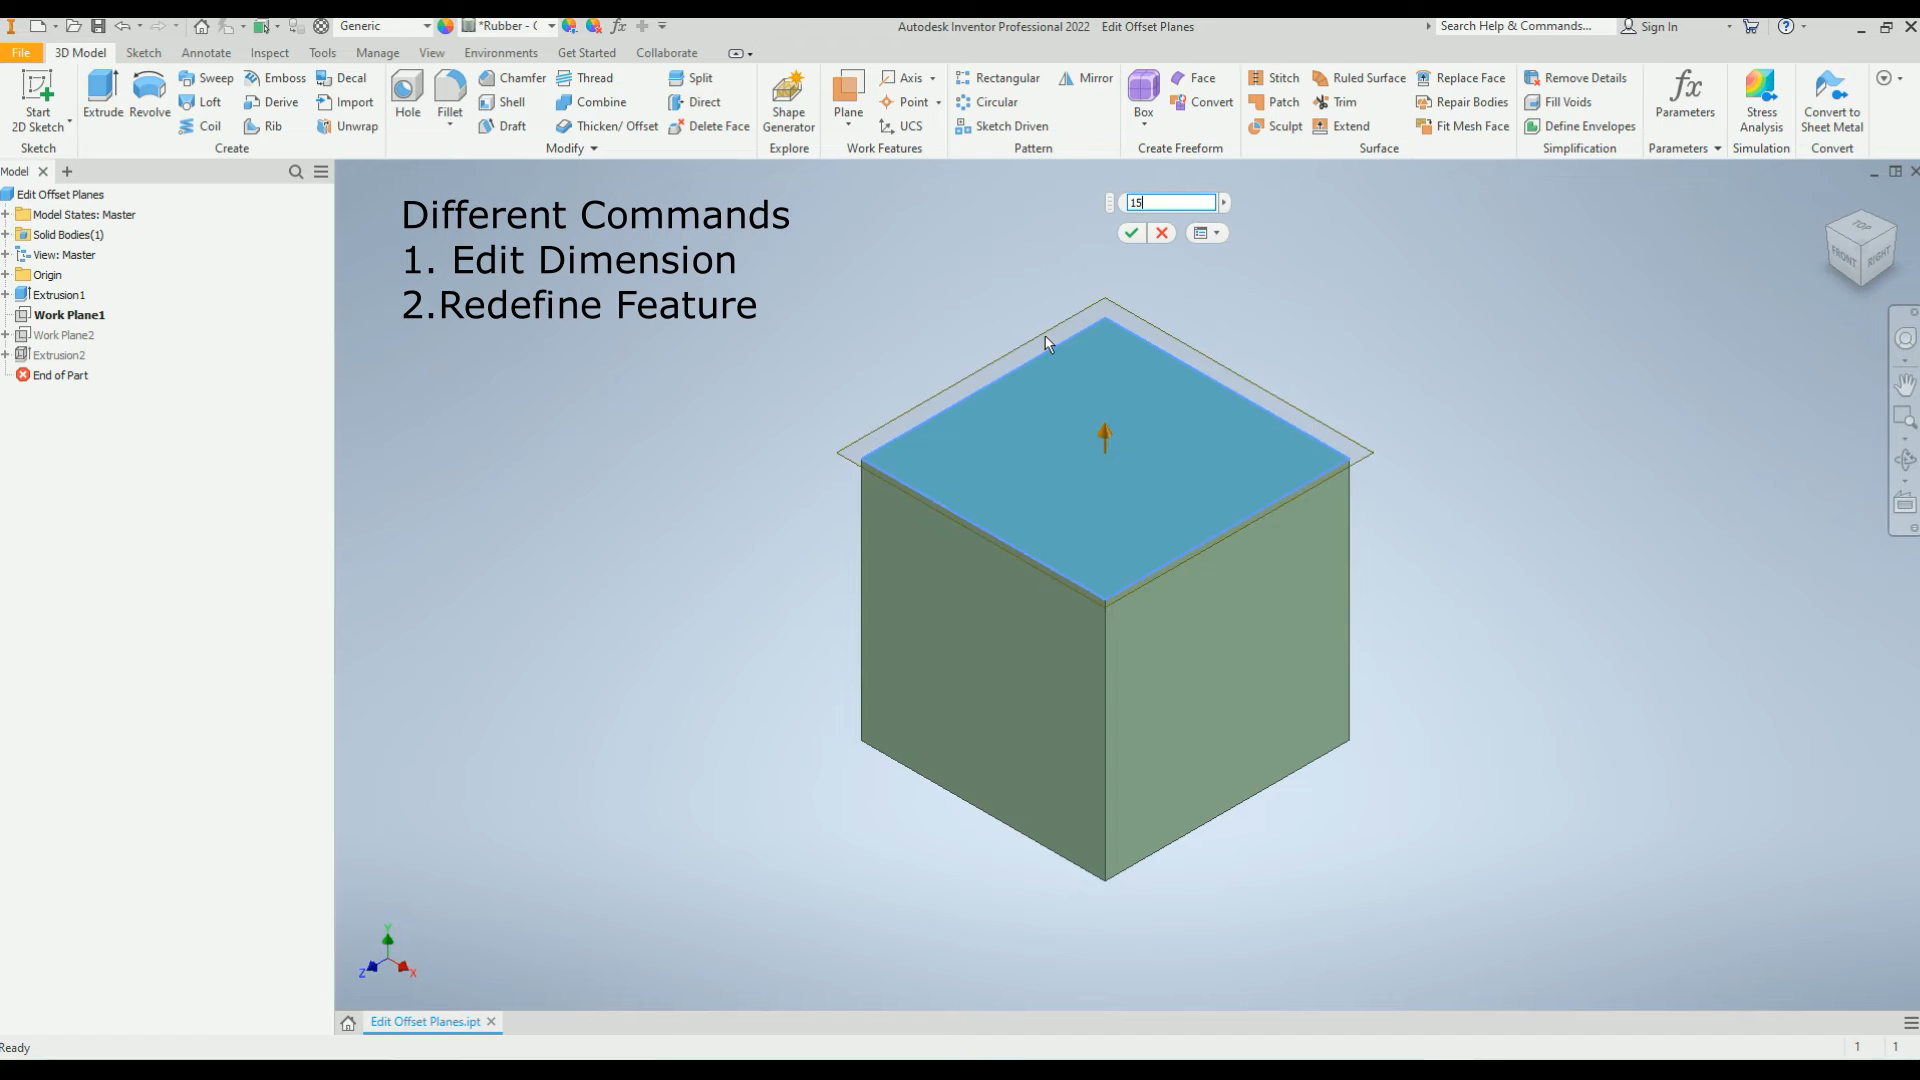 Generic
*Rubber - C
Autodesk Inventor Professional 2022 Edit Offset Planes
Search Help & Commands...
Sign In
File 3D Model Sketch Annotate Inspect Tools Manage View Environments Get Started Collaborate
Start
2D Sketch
Sketch
Extrude
Revolve
Sweep
Loft
Coil
Emboss
Derive
Rib
Decal
Import
Unwrap
Create
Hole
Fillet
Chamfer
Shell
Draft
Thread
Combine
Thicken/ Offset
Split
Direct
Delete Face
Modify
Shape
Generator
Explore
Plane
Axis
Point
UCS
Work Features
Rectangular
Circular
Sketch Driven
Mirror
Pattern
Box
Face
Convert
Create Freeform
Stitch
Patch
Sculpt
Ruled Surface
Trim
Extend
Replace Face
Repair Bodies
Fit Mesh Face
Surface
Remove Details
Fill Voids
Define Envelopes
Simplification
fx
Parameters
Parameters
Stress
Analysis
Simulation
Convert to
Sheet Metal
Convert
Model
Edit Offset Planes
Model States: Master
Solid Bodies(1)
View: Master
Origin
Extrusion1
Work Plane1
Work Plane2
Extrusion2
End of Part
Different Commands
1. Edit Dimension
2.Redefine Feature
15
TOP
FRONT
RIGHT
Y
Z
X
Edit Offset Planes.ipt
Ready
1 1